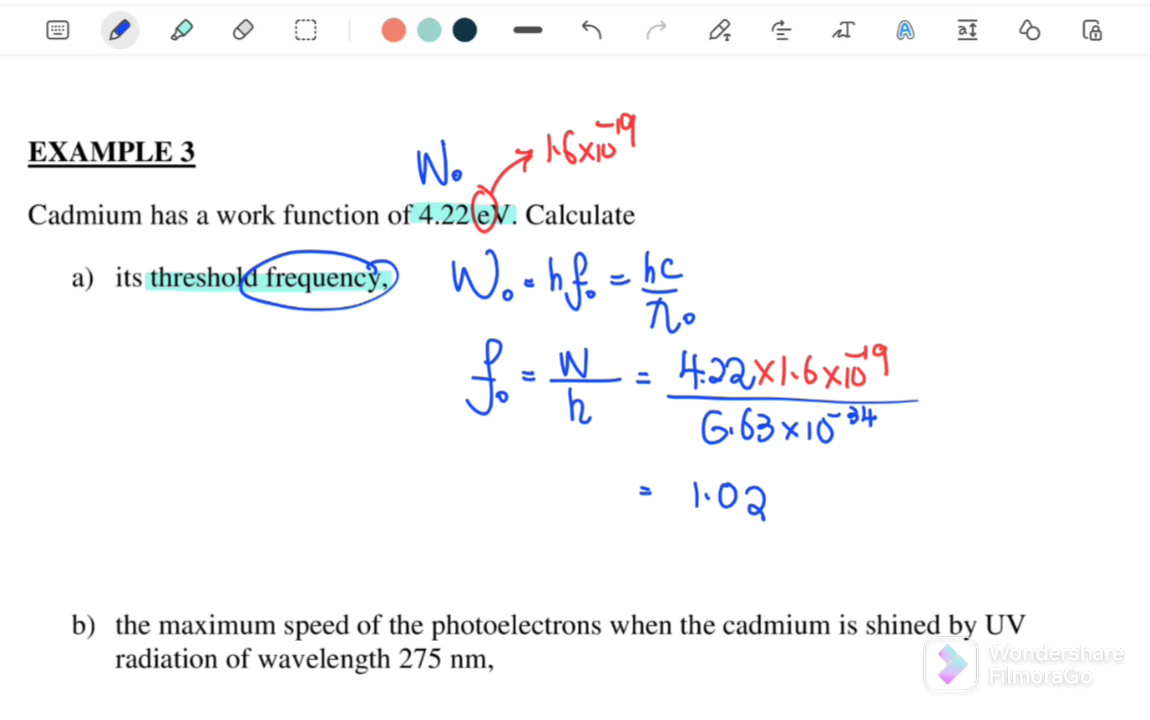 EXAMPLE 3
W₀ → 1.6×10⁻¹⁹
Cadmium has a work function of 4.22 eV. Calculate
a) its threshold frequency,
W₀ = hf₀ = hc/λ₀
f₀ = W/h = 4.22×1.6×10⁻¹⁹/6.63×10⁻³⁴
= 1.02
b) the maximum speed of the photoelectrons when the cadmium is shined by UV
radiation of wavelength 275 nm,
Wondershare
FilmoraGo